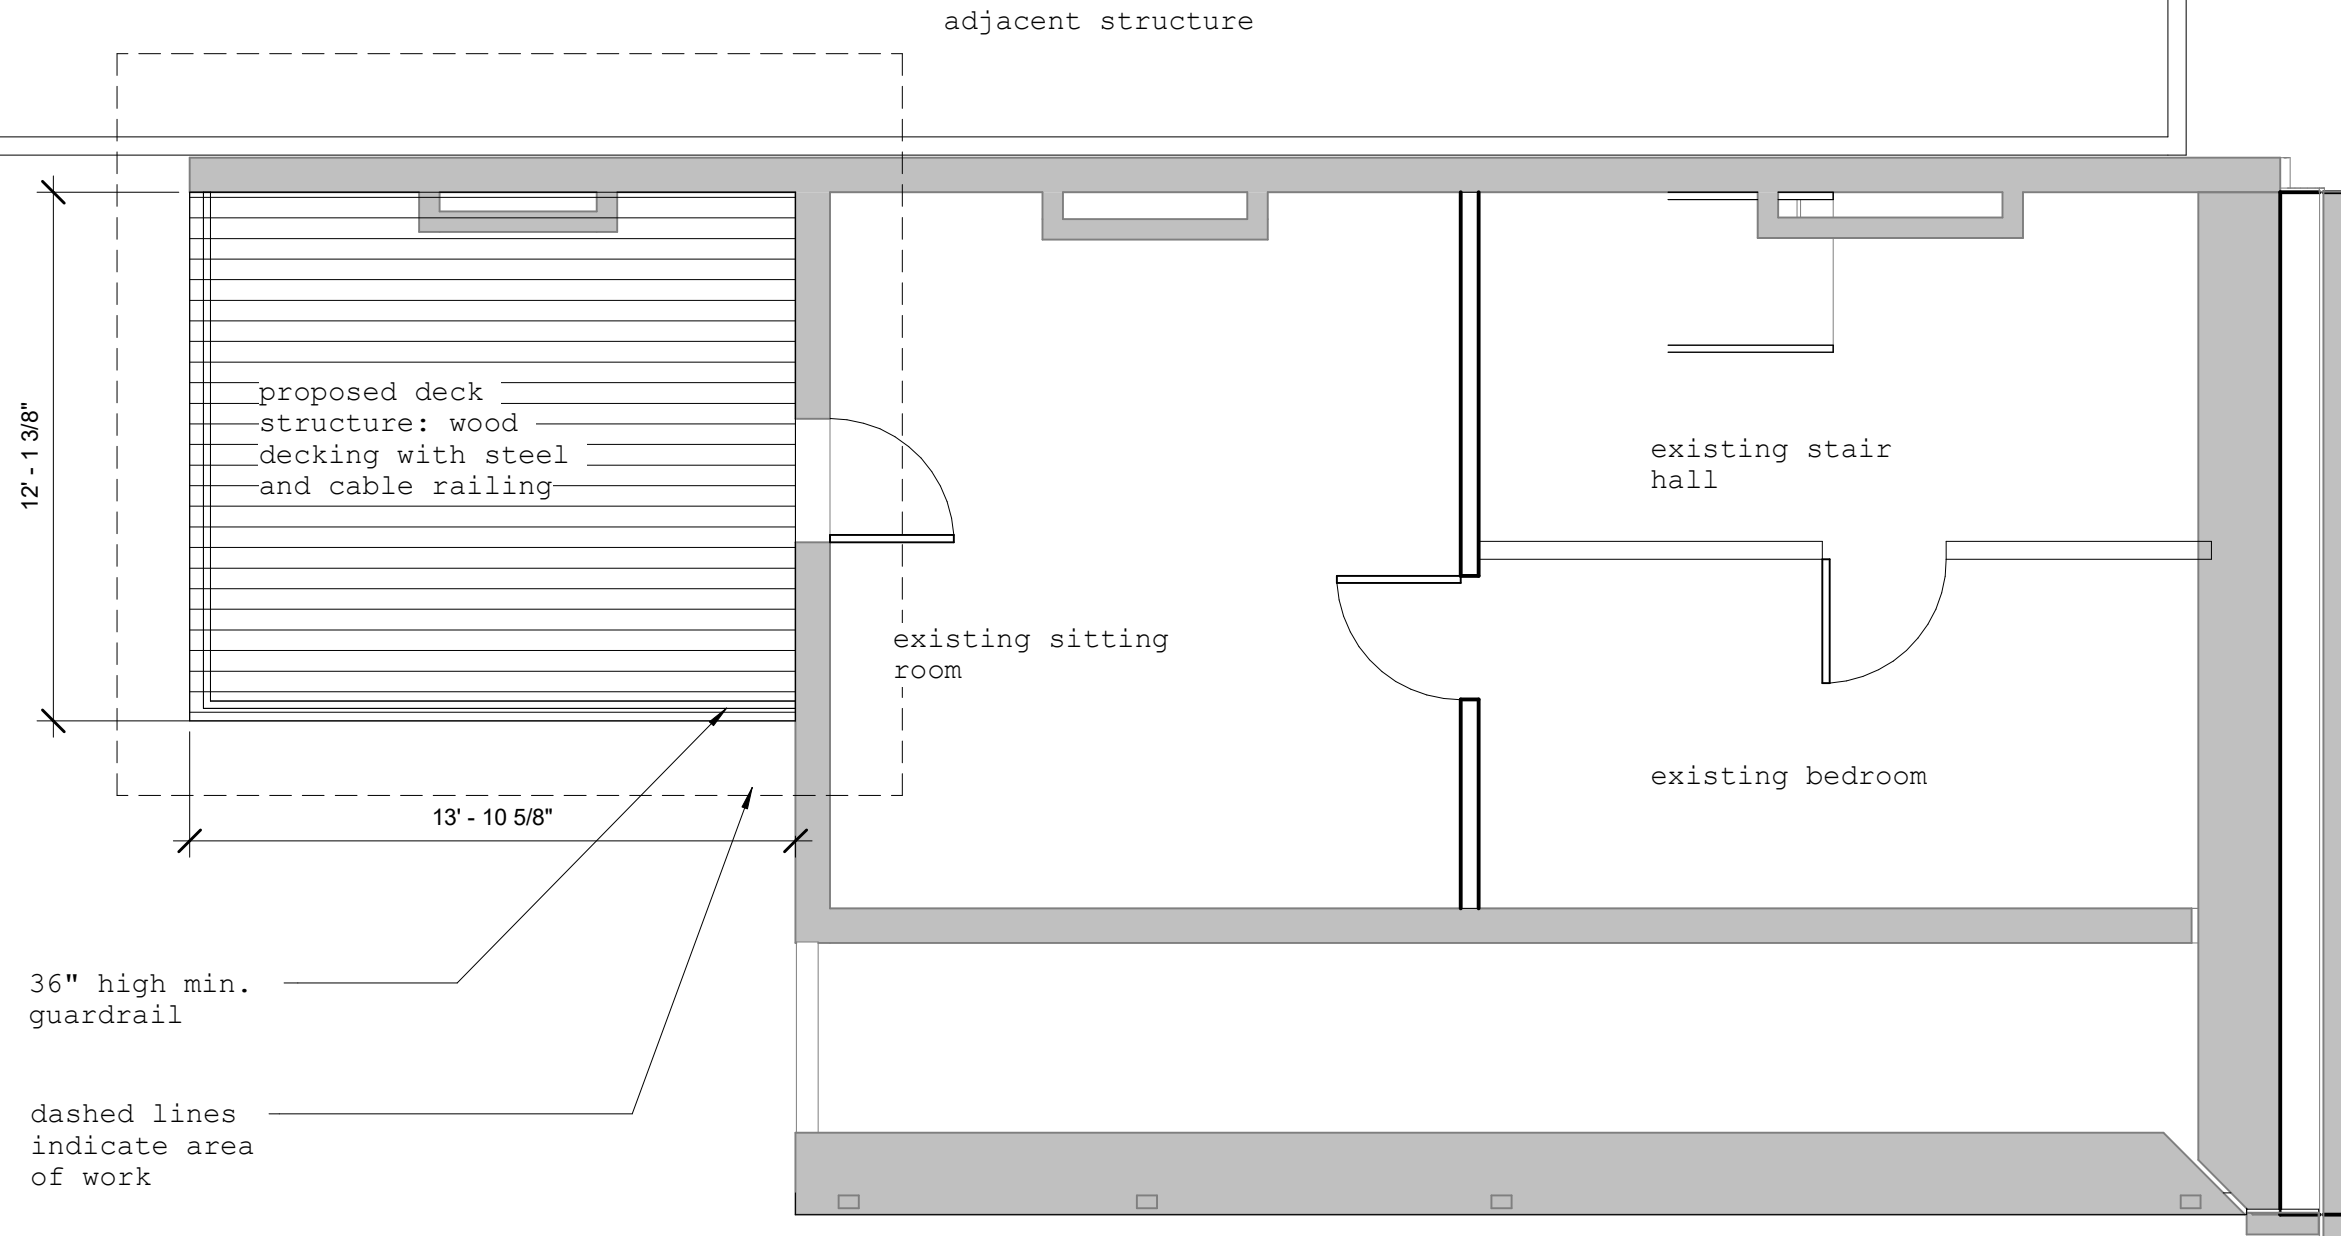 adjacent structure
12' - 1 3/8"
proposed deck
structure: wood
decking with steel
and cable railing
existing stair
hall
existing sitting
room
existing bedroom
13' - 10 5/8"
36" high min.
guardrail
dashed lines
indicate area
of work